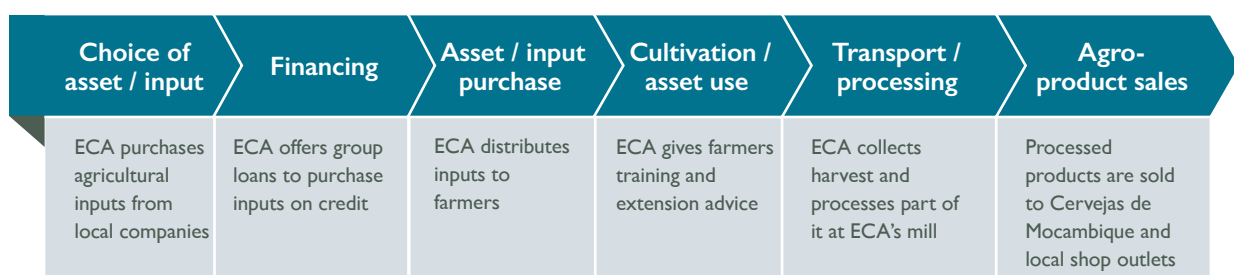 Choice of
asset / input
Financing
Asset / input
purchase
Cultivation /
asset use
Transport /
processing
Agro-
product sales
ECA purchases
agricultural
inputs from
local companies
ECA offers group
loans to purchase
inputs on credit
ECA distributes
inputs to
farmers
ECA gives farmers
training and
extension advice
ECA collects
harvest and
processes part of
it at ECA's mill
Processed
products are sold
to Cervejas de
Mocambique and
local shop outlets